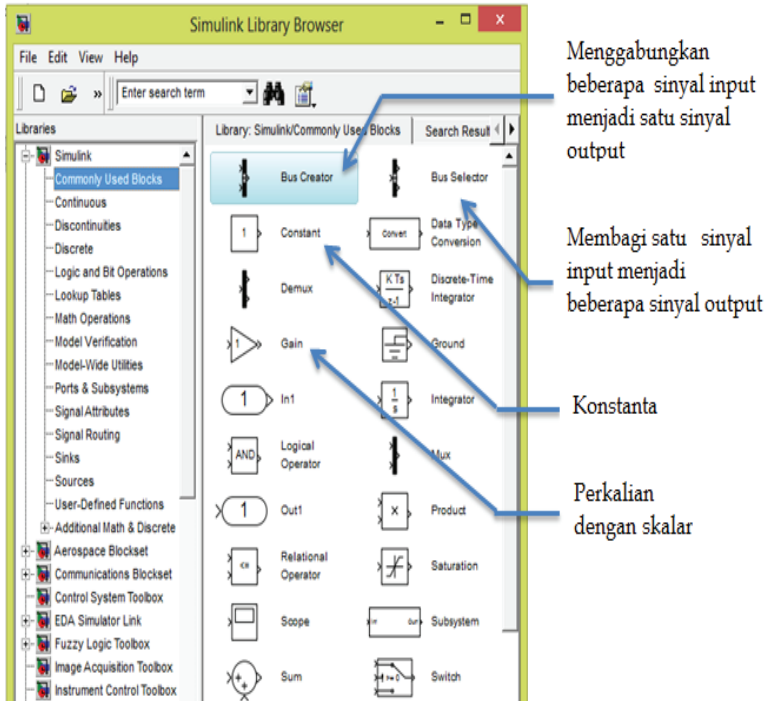 Simulink Library Browser
File Edit View Help
» Enter search term
Libraries
Library: Simulink/Commonly Used Blocks
Search Result
Simulink
Commonly Used Blocks
Continuous
Discontinuities
Discrete
Logic and Bit Operations
Lookup Tables
Math Operations
Model Verification
Model-Wide Utilities
Ports & Subsystems
Signal Attributes
Signal Routing
Sinks
Sources
User-Defined Functions
Additional Math & Discrete
Aerospace Blockset
Communications Blockset
Control System Toolbox
EDA Simulator Link
Fuzzy Logic Toolbox
Image Acquisition Toolbox
Instrument Control Toolbox
Bus Creator
Bus Selector
1 Constant
Convert Data Type
Conversion
Demux
K Ts
z-1
Discrete-Time
Integrator
1 Gain
Ground
1 In1
1
s
Integrator
AND Logical
Operator
Mux
1 Out1
× Product
<= Relational
Operator
Saturation
Scope
In1 Out1 Subsystem
+
+
Sum
Switch
Menggabungkan
beberapa sinyal input
menjadi satu sinyal
output
Membagi satu sinyal
input menjadi
beberapa sinyal output
Konstanta
Perkalian
dengan skalar